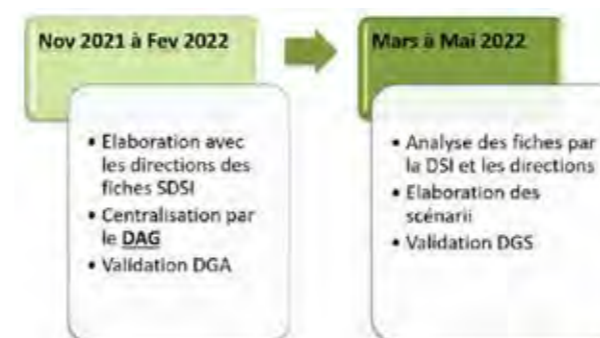 Nov 2021 à Fev 2022
• Elaboration avec
les directions des
fiches SDSI
• Centralisation par
le DAG
• Validation DGA
Mars à Mai 2022
• Analyse des fiches par
la DSI et les directions
• Elaboration des
scénarii
• Validation DGS